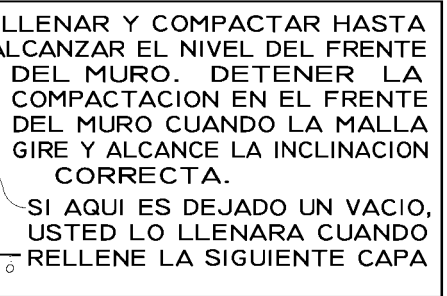 LLENAR Y COMPACTAR HASTA
ALCANZAR EL NIVEL DEL FRENTE
DEL MURO. DETENER LA
COMPACTACION EN EL FRENTE
DEL MURO CUANDO LA MALLA
GIRE Y ALCANCE LA INCLINACION
CORRECTA.
SI AQUI ES DEJADO UN VACIO,
USTED LO LLENARA CUANDO
RELLENE LA SIGUIENTE CAPA